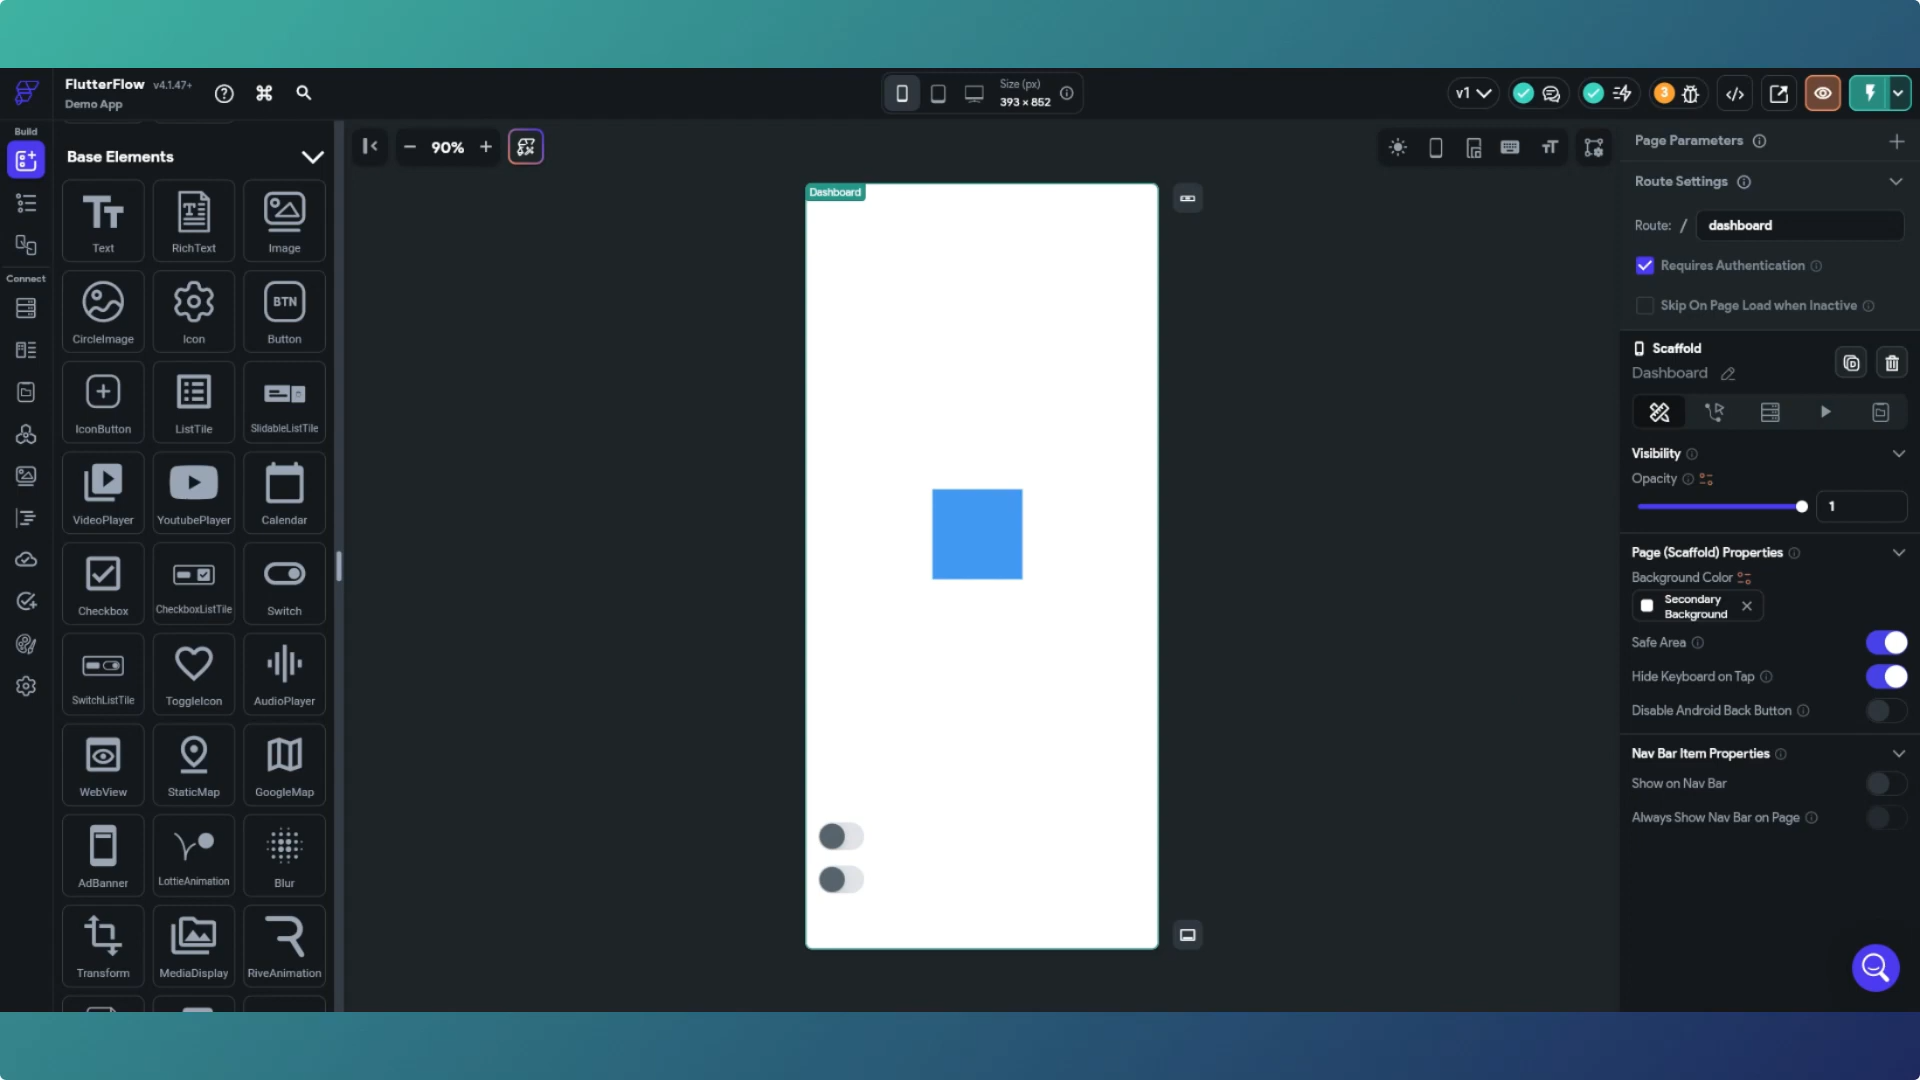 FlutterFlow v4.1.47+
Demo App
Size (px)
393 × 852
v1
3
Build
Connect
Base Elements
Text
RichText
Image
CircleImage
Icon
BTN
Button
IconButton
ListTile
SlidableListTile
VideoPlayer
YoutubePlayer
Calendar
Checkbox
CheckboxListTile
Switch
SwitchListTile
ToggleIcon
AudioPlayer
WebView
StaticMap
GoogleMap
AdBanner
LottieAnimation
Blur
Transform
MediaDisplay
RiveAnimation
90%
Dashboard
Page Parameters
Route Settings
Route: / dashboard
Requires Authentication
Skip On Page Load when Inactive
Scaffold
Dashboard
Visibility
Opacity
1
Page (Scaffold) Properties
Background Color
Secondary
Background
Safe Area
Hide Keyboard on Tap
Disable Android Back Button
Nav Bar Item Properties
Show on Nav Bar
Always Show Nav Bar on Page